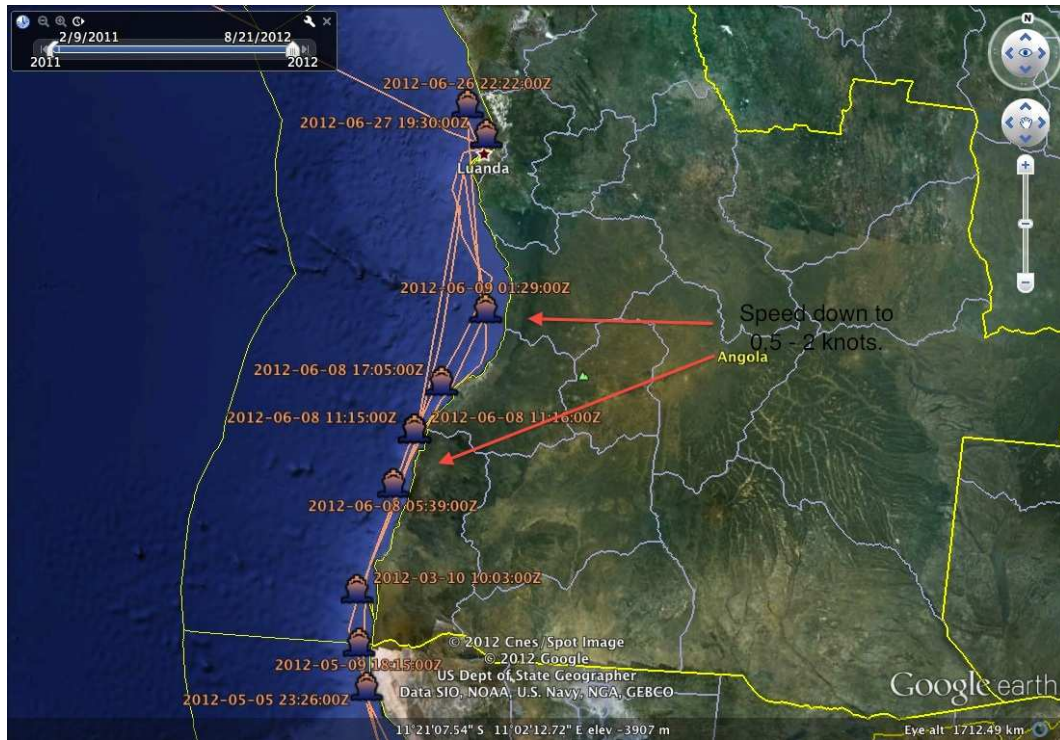 2/9/2011 8/21/2012
2011 2012
N
2012-06-26 22:22:00Z
2012-06-27 19:30:00Z
Luanda
2012-06-09 01:29:00Z
Speed down to
0,5 - 2 knots.
Angola
2012-06-08 17:05:00Z
2012-06-08 11:15:00Z 2012-06-08 11:16:00Z
2012-06-08 05:39:00Z
2012-03-10 10:03:00Z
© 2012 Cnes/Spot Image
© 2012 Google
2012-05-09 18:15:00Z
US Dept of State Geographer
2012-05-05 23:26:00Z
Data SIO, NOAA, U.S. Navy, NGA, GEBCO
Google earth
11°21'07.54" S 11°02'12.72" E elev -3907 m
Eye alt 1712.49 km